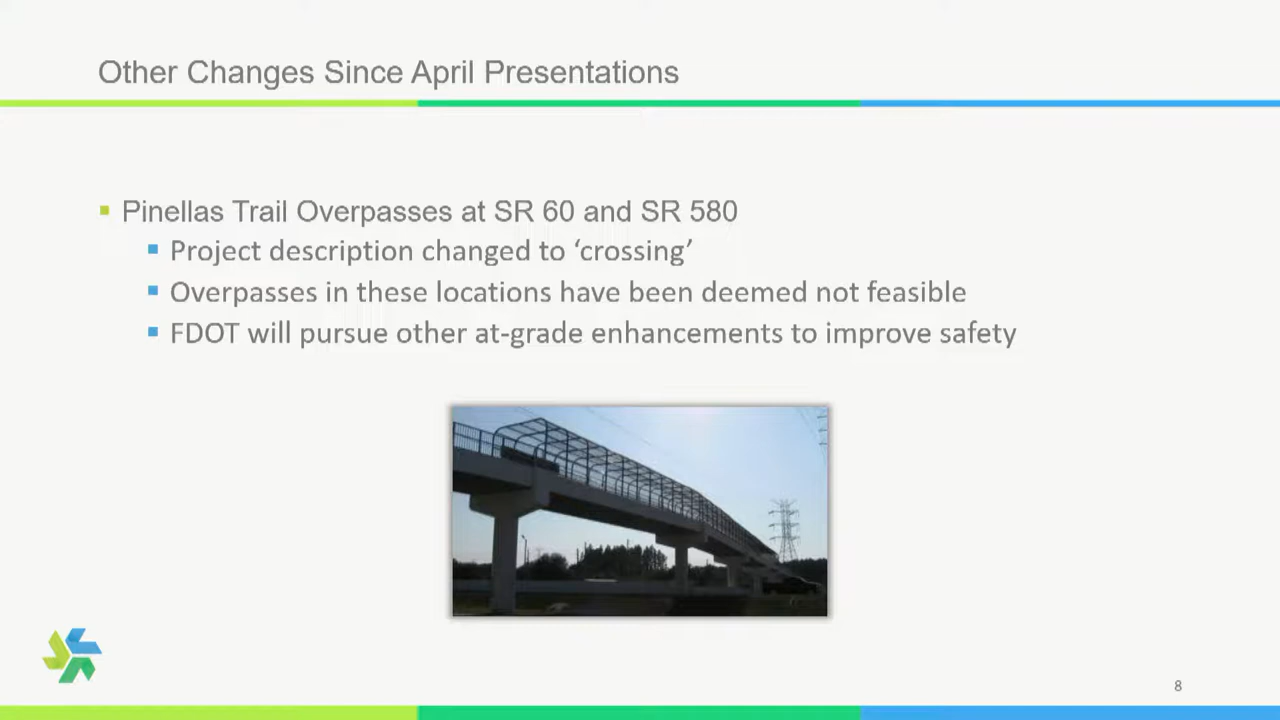 Other Changes Since April Presentations
Pinellas Trail Overpasses at SR 60 and SR 580
Project description changed to ‘crossing’
Overpasses in these locations have been deemed not feasible
FDOT will pursue other at-grade enhancements to improve safety
8